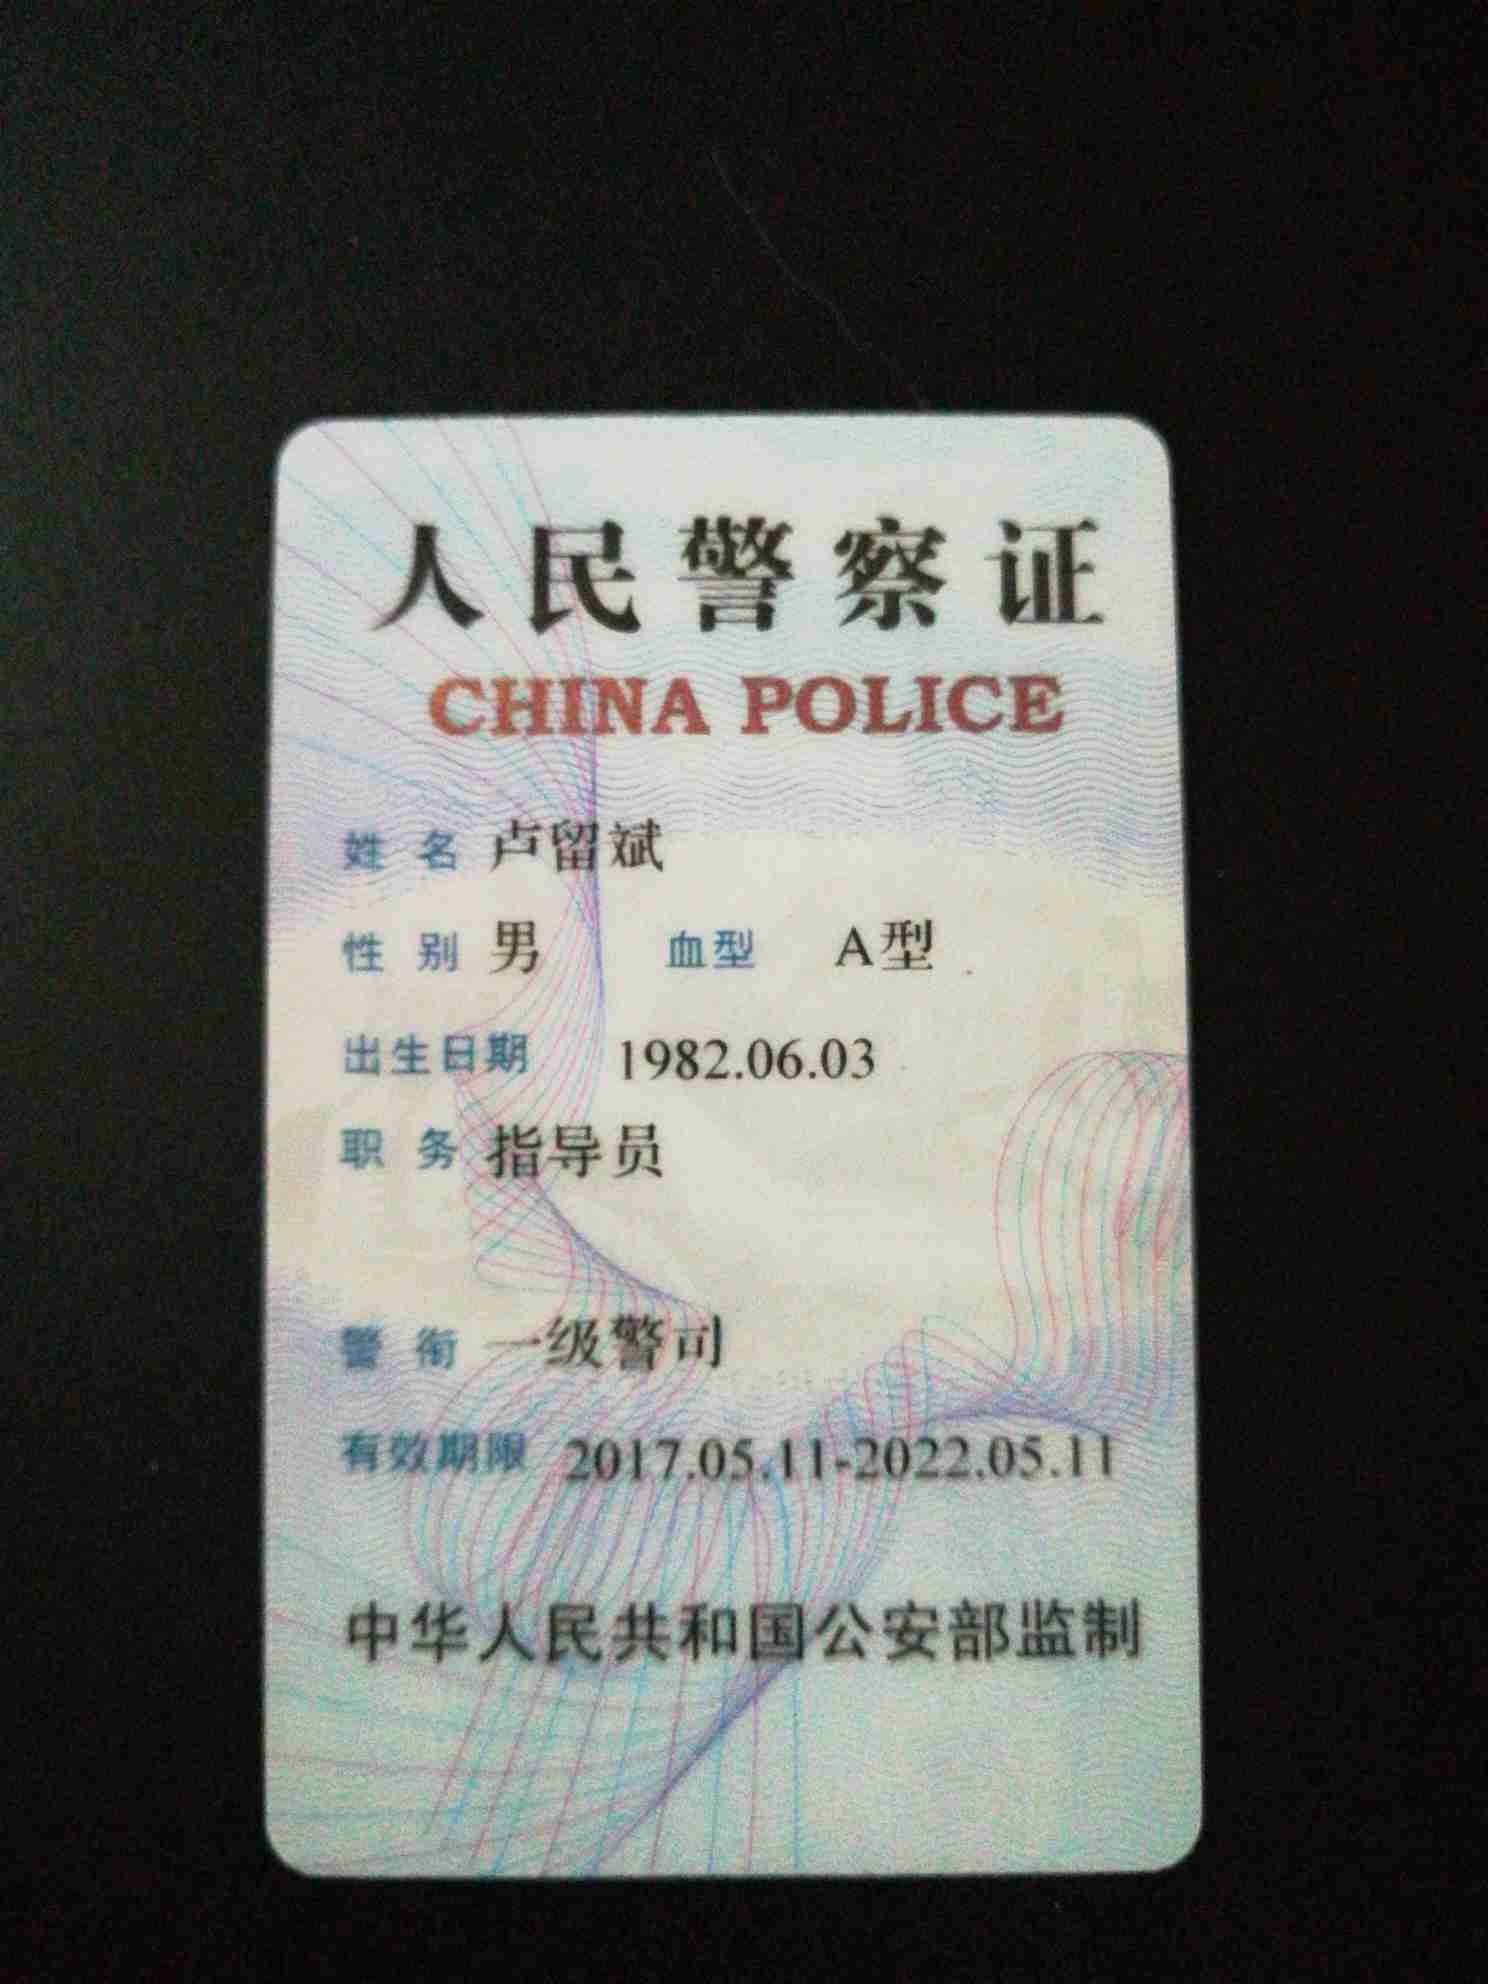 人民警察证
CHINA POLICE
姓 名 卢留斌
性 别 男 血型 A型
出生日期 1982.06.03
职 务 指导员
警 衔 一级警司
有效期限 2017.05.11-2022.05.11
中华人民共和国公安部监制